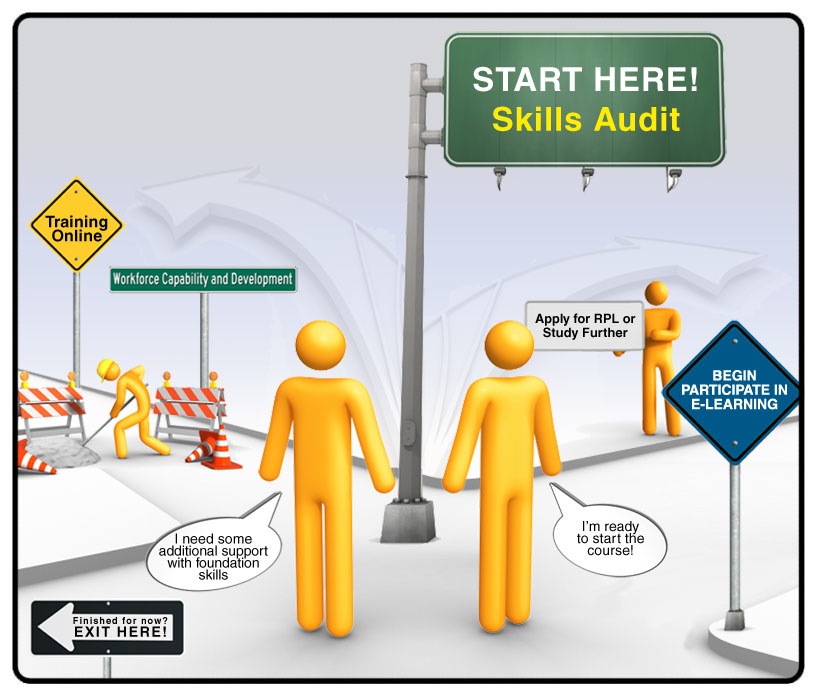 START HERE!
Skills Audit
Training
Online
Workforce Capability and Development
Apply for RPL or
Study Further
BEGIN
PARTICIPATE IN
E-LEARNING
I need some
additional support
with foundation
skills
I'm ready
to start the
course!
Finished for now?
EXIT HERE!